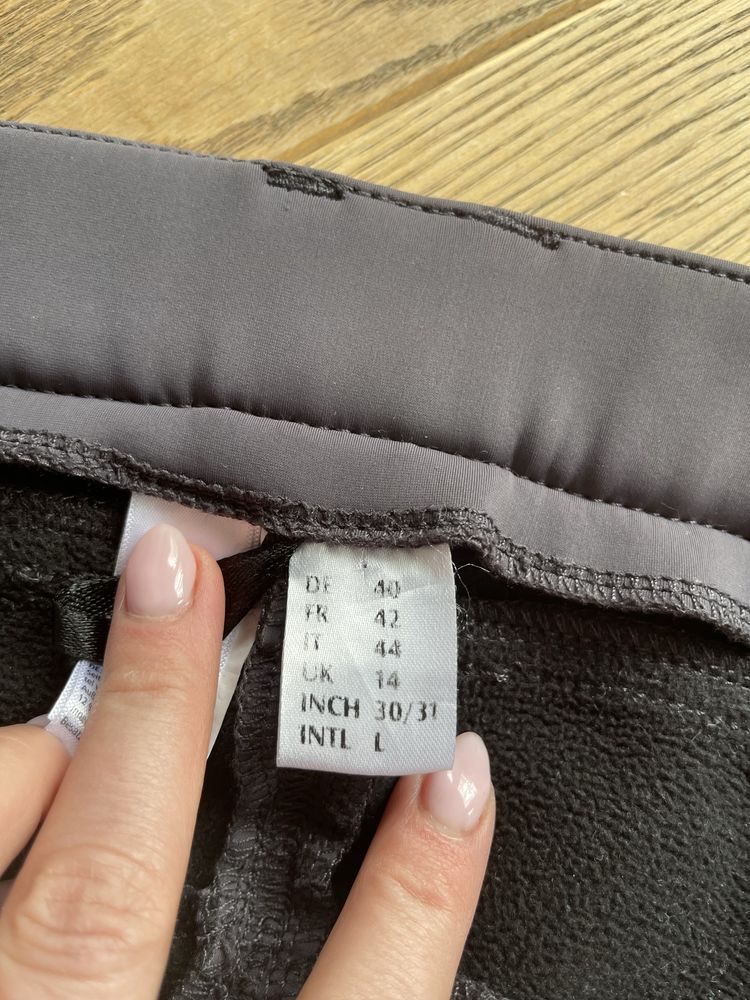 DE 40
FR 42
IT 44
UK 14
INCH 30/31
INTL L